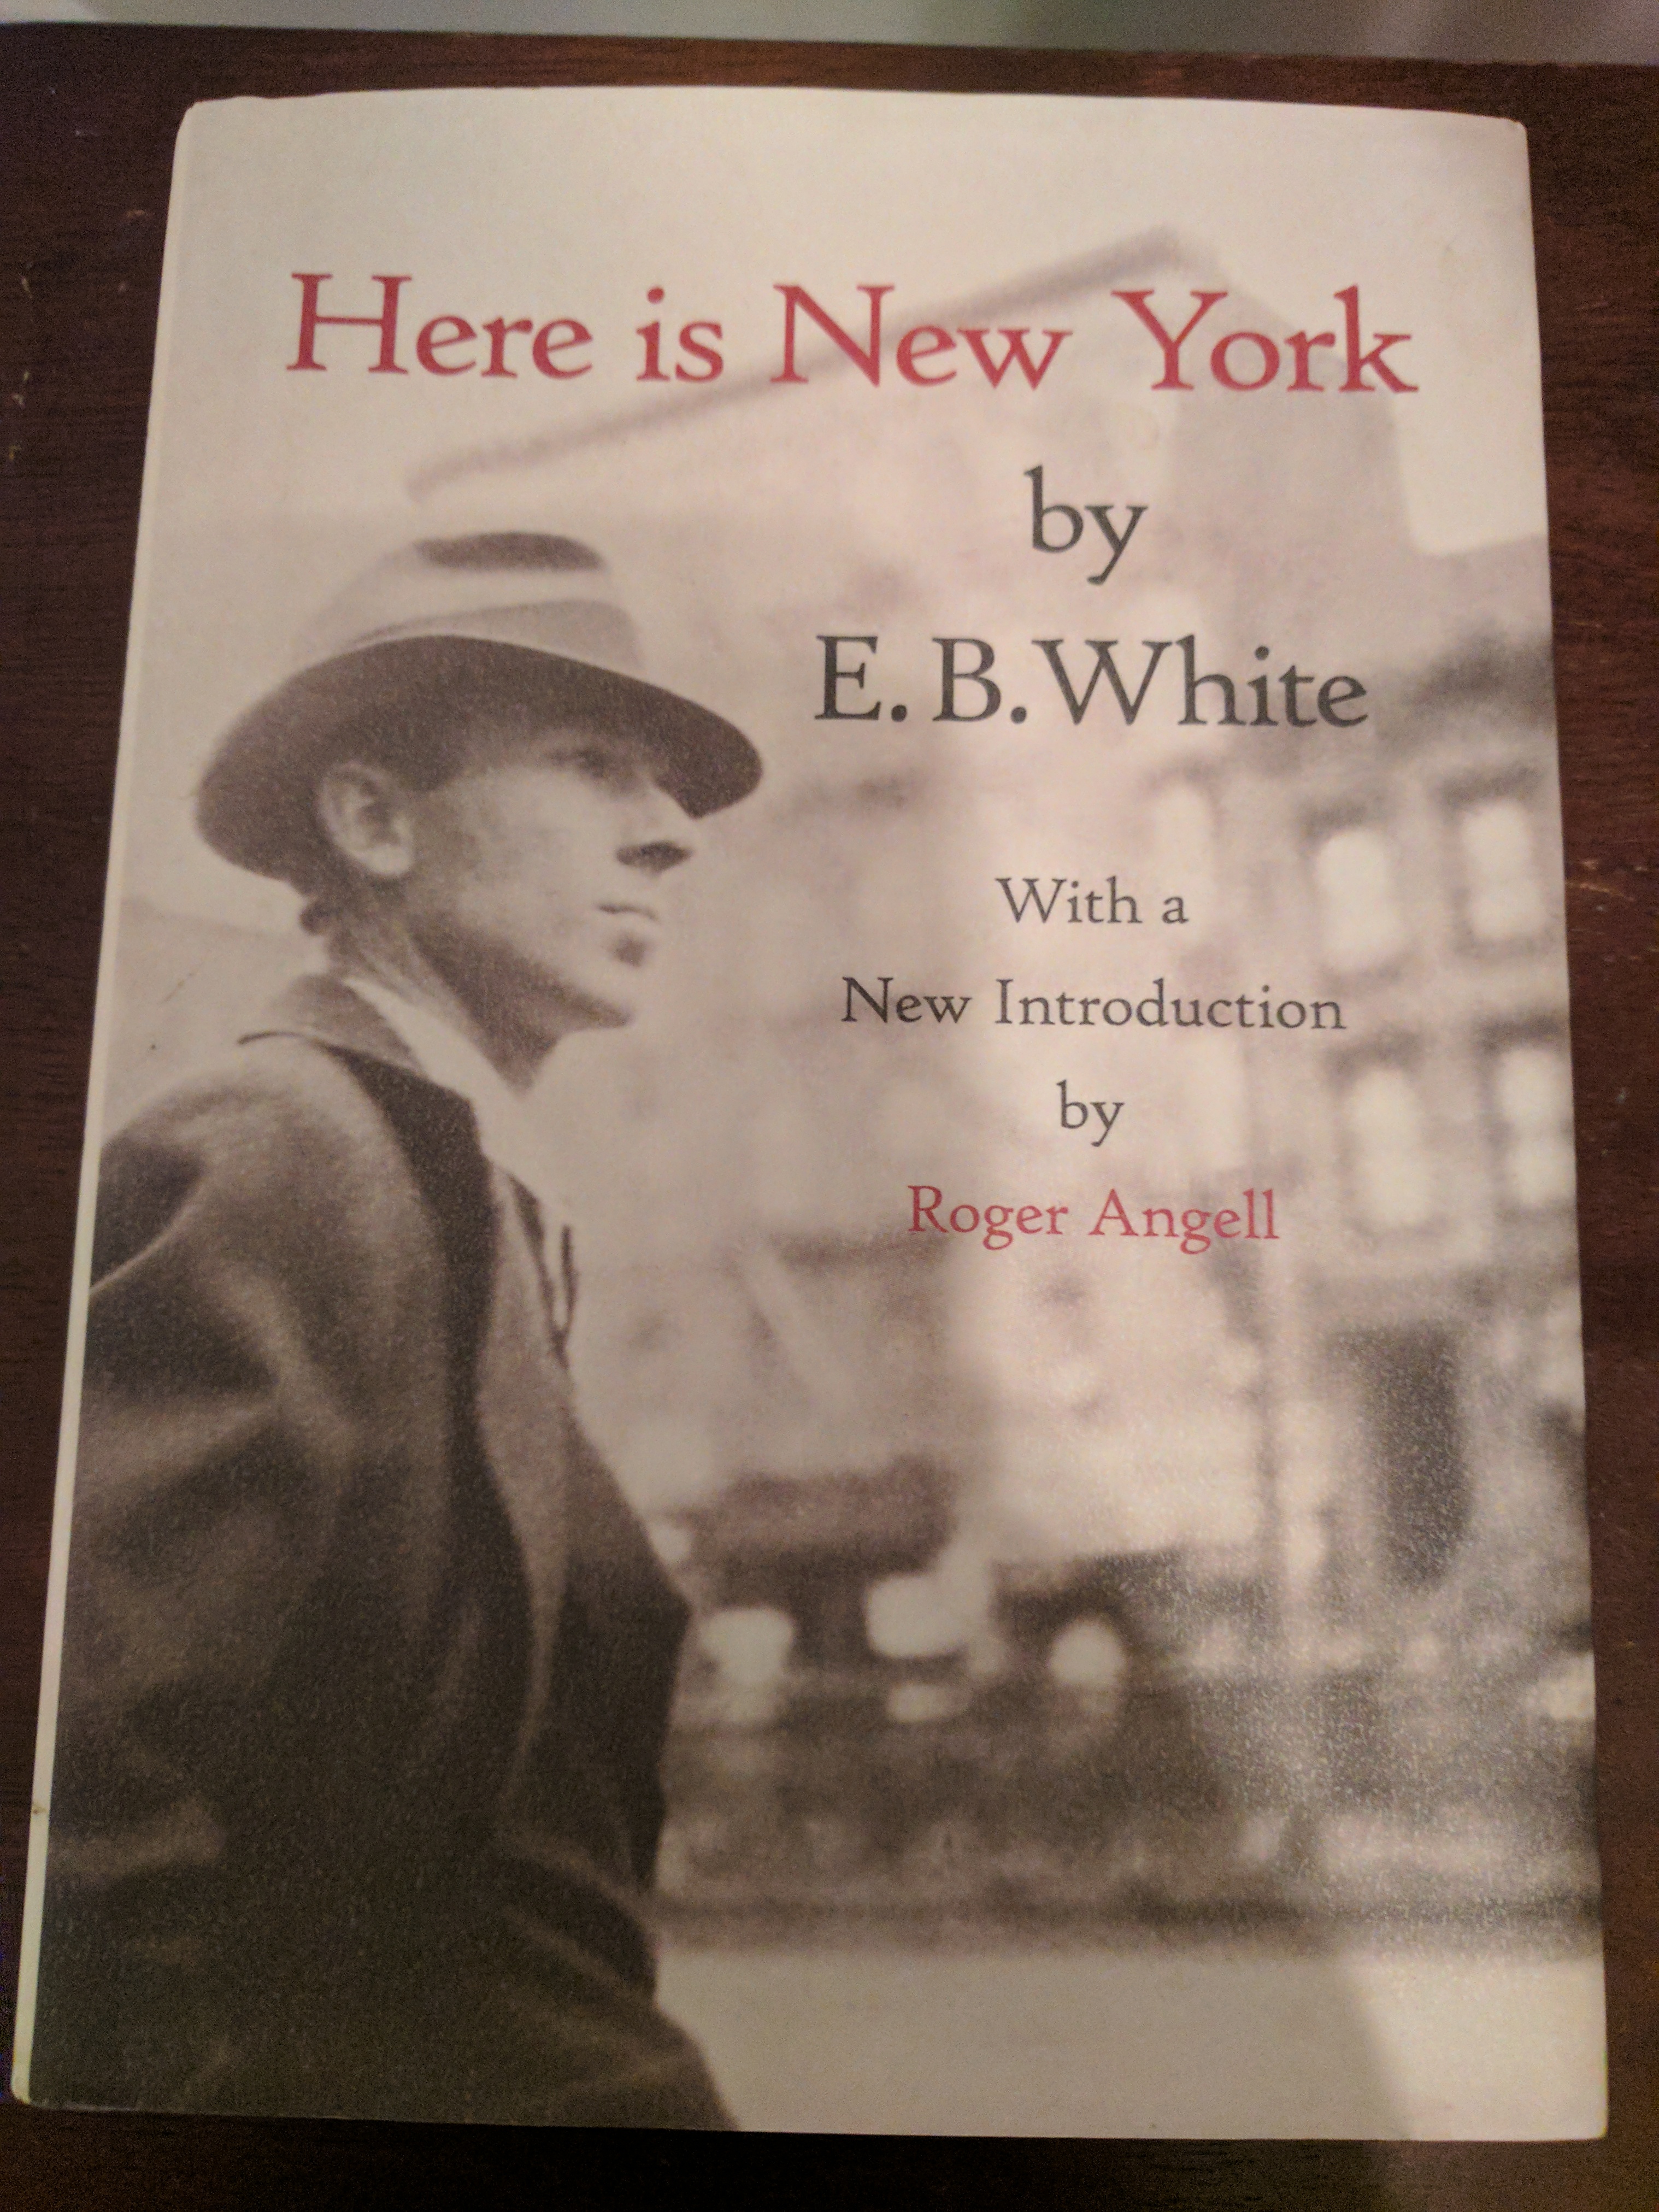 Here is New York
by
E. B. White
With a
New Introduction
by
Roger Angell